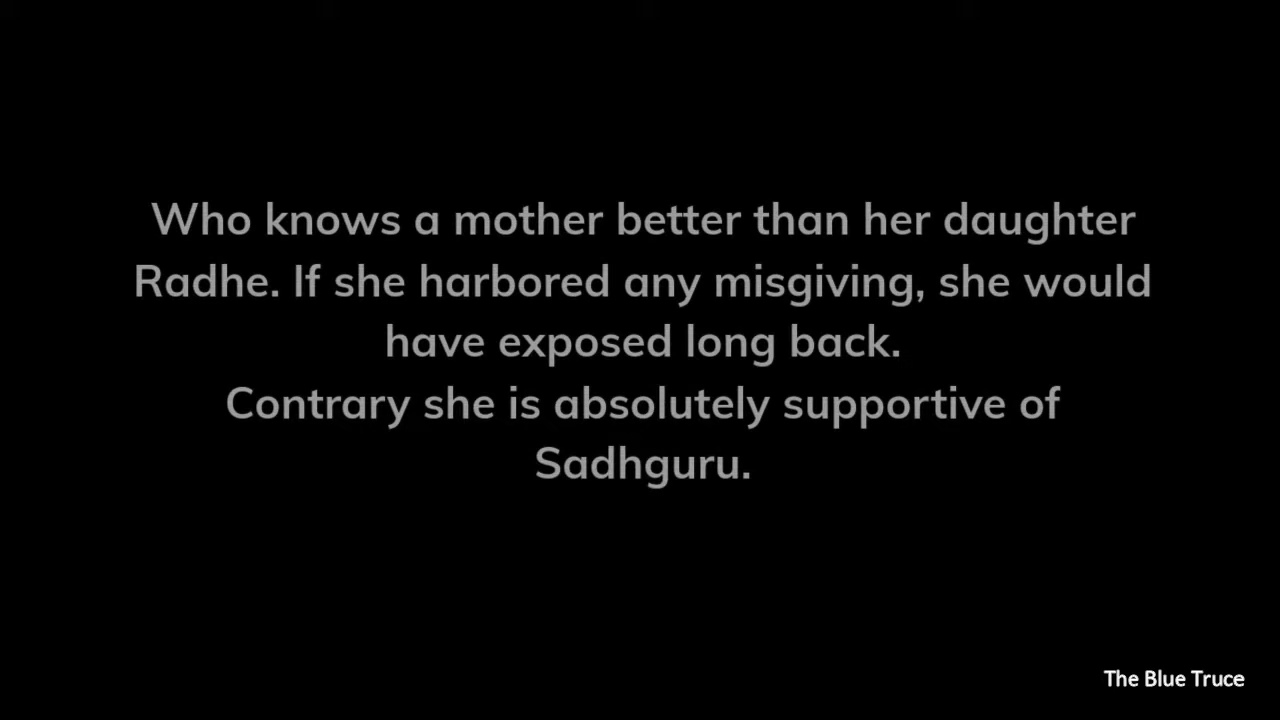 Who knows a mother better than her daughter
Radhe. If she harbored any misgiving, she would
have exposed long back.
Contrary she is absolutely supportive of
Sadhguru.
The Blue Truce